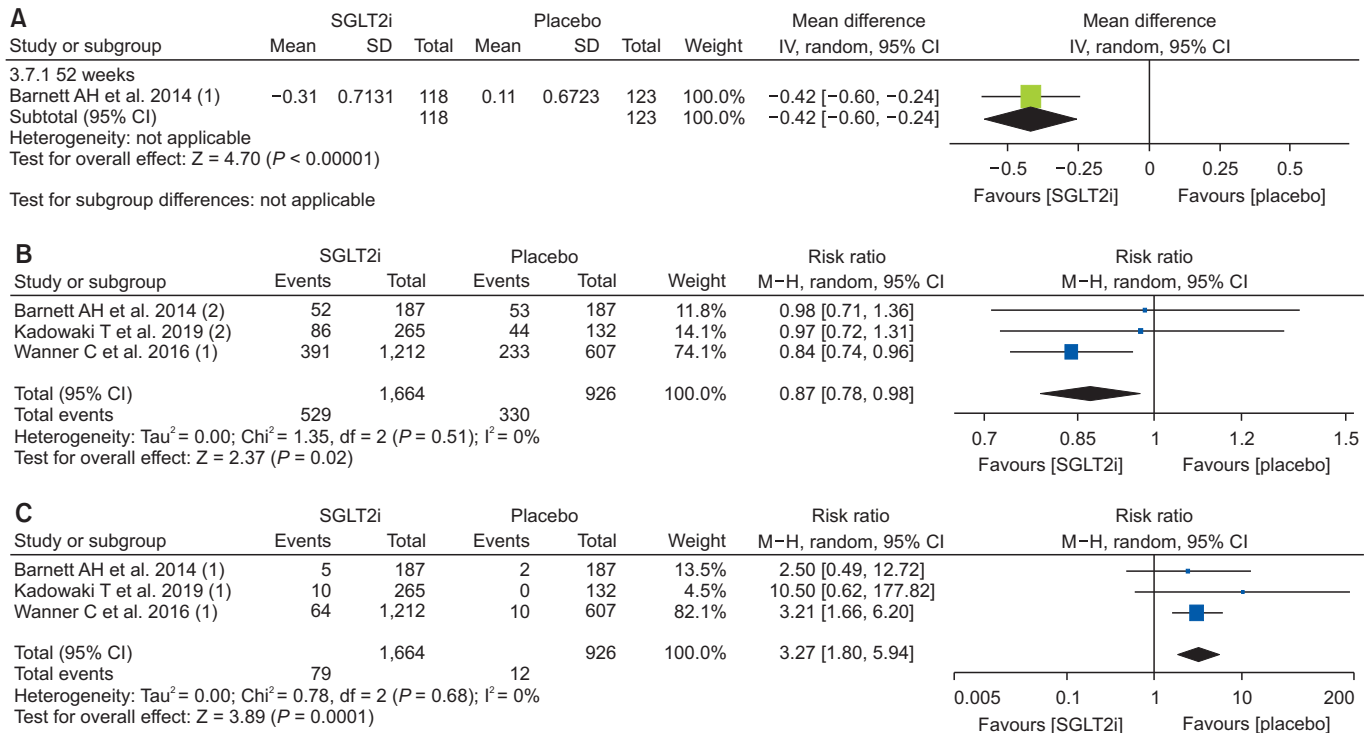 A
SGLT2i Placebo Mean difference Mean difference
Study or subgroup Mean SD Total Mean SD Total Weight IV, random, 95% CI IV, random, 95% CI
3.7.1 52 weeks
Barnett AH et al. 2014 (1) −0.31 0.7131 118 0.11 0.6723 123 100.0% −0.42 [−0.60, −0.24]
Subtotal (95% CI) 118 123 100.0% −0.42 [−0.60, −0.24]
Heterogeneity: not applicable
Test for overall effect: Z = 4.70 (P < 0.00001)
−0.5 −0.25 0 0.25 0.5
Test for subgroup differences: not applicable
Favours [SGLT2i] Favours [placebo]
B
SGLT2i Placebo Risk ratio Risk ratio
Study or subgroup Events Total Events Total Weight M-H, random, 95% CI M-H, random, 95% CI
Barnett AH et al. 2014 (2) 52 187 53 187 11.8% 0.98 [0.71, 1.36]
Kadowaki T et al. 2019 (2) 86 265 44 132 14.1% 0.97 [0.72, 1.31]
Wanner C et al. 2016 (1) 391 1,212 233 607 74.1% 0.84 [0.74, 0.96]
Total (95% CI) 1,664 926 100.0% 0.87 [0.78, 0.98]
Total events 529 330
Heterogeneity: Tau² = 0.00; Chi² = 1.35, df = 2 (P = 0.51); I² = 0%
Test for overall effect: Z = 2.37 (P = 0.02)
0.7 0.85 1 1.2 1.5
Favours [SGLT2i] Favours [placebo]
C
SGLT2i Placebo Risk ratio Risk ratio
Study or subgroup Events Total Events Total Weight M-H, random, 95% CI M-H, random, 95% CI
Barnett AH et al. 2014 (1) 5 187 2 187 13.5% 2.50 [0.49, 12.72]
Kadowaki T et al. 2019 (1) 10 265 0 132 4.5% 10.50 [0.62, 177.82]
Wanner C et al. 2016 (1) 64 1,212 10 607 82.1% 3.21 [1.66, 6.20]
Total (95% CI) 1,664 926 100.0% 3.27 [1.80, 5.94]
Total events 79 12
Heterogeneity: Tau² = 0.00; Chi² = 0.78, df = 2 (P = 0.68); I² = 0%
Test for overall effect: Z = 3.89 (P = 0.0001)
0.005 0.1 1 10 200
Favours [SGLT2i] Favours [placebo]